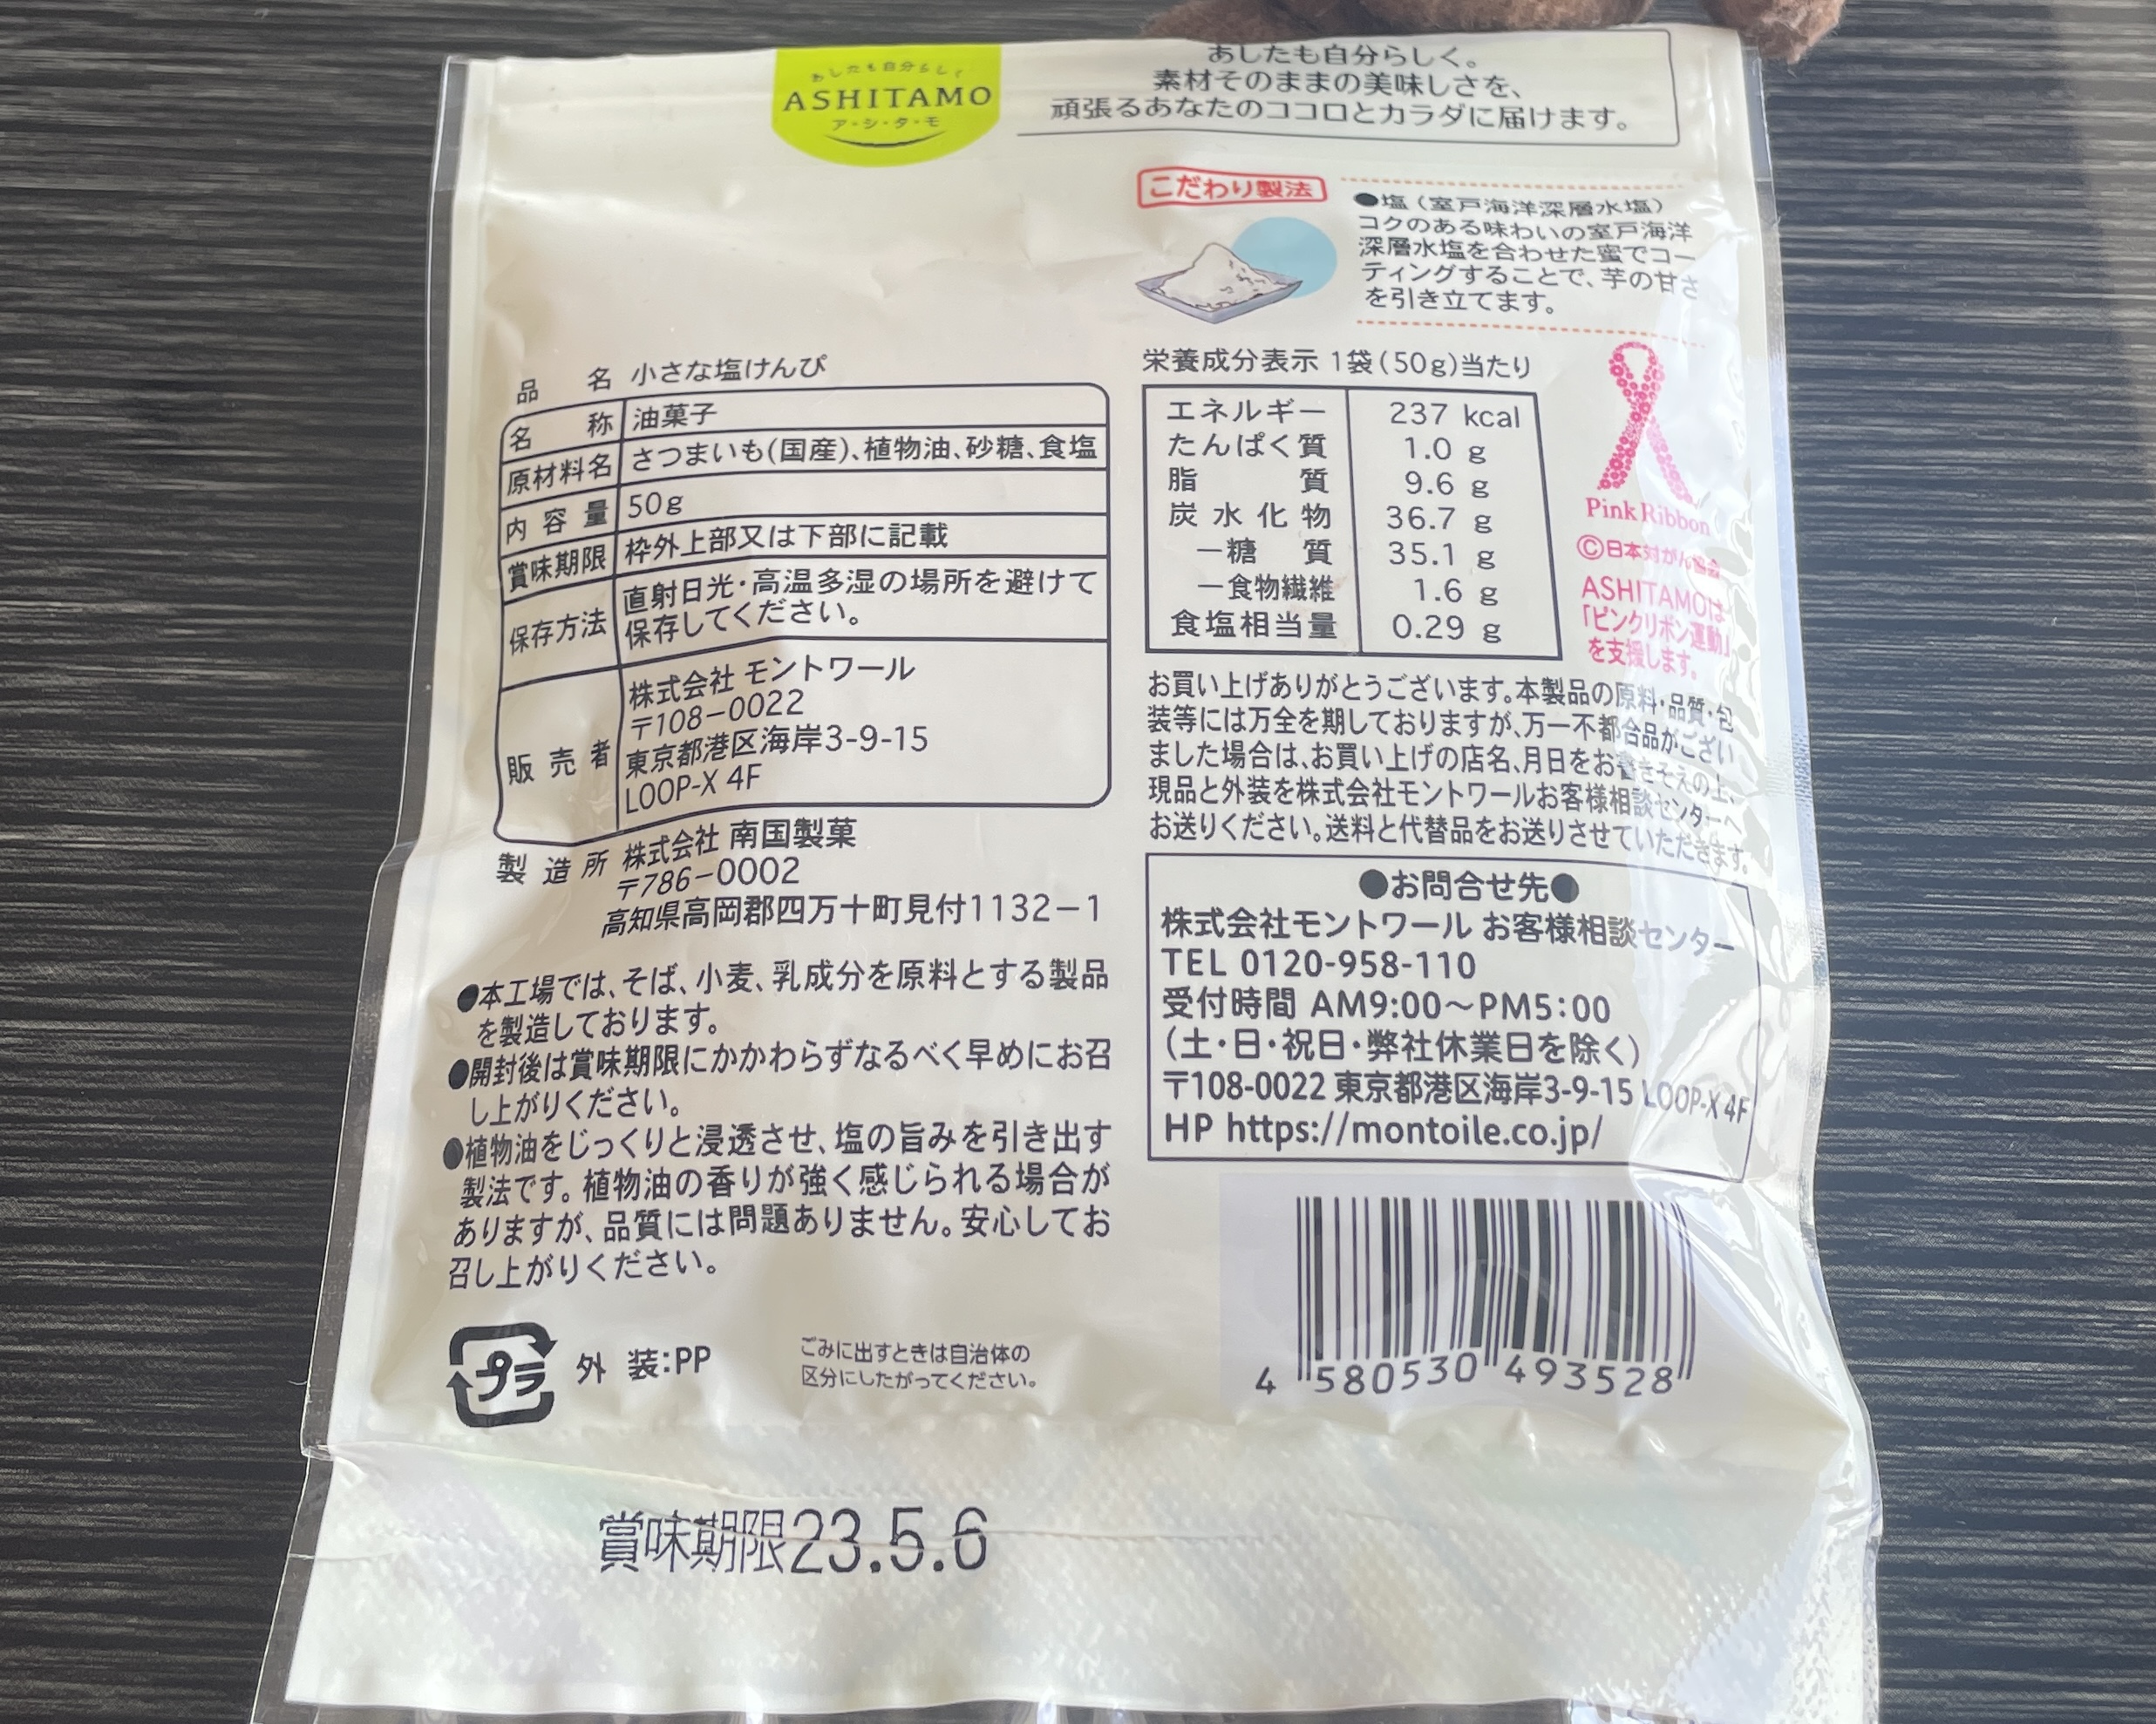 あしたも自分らしく
ASHITAMO
ア・シ・タ・モ
あしたも自分らしく。
素材そのままの美味しさを、
頑張るあなたのココロとカラダに届けます。
こだわり製法
●塩(室戸海洋深層水塩)
コクのある味わいの室戸海洋
深層水塩を合わせた蜜でコー
ティングすることで、芋の甘さ
を引き立てます。
品名 小さな塩けんぴ
名称 油菓子
原材料名 さつまいも(国産)、植物油、砂糖、食塩
内容量 50g
賞味期限 枠外上部又は下部に記載
保存方法 直射日光・高温多湿の場所を避けて
保存してください。
販売者 株式会社 モントワール
〒108-0022
東京都港区海岸3-9-15
LOOP-X 4F
製造所 株式会社 南国製菓
〒786-0002
高知県高岡郡四万十町見付1132-1
●本工場では、そば、小麦、乳成分を原料とする製品
を製造しております。
●開封後は賞味期限にかかわらずなるべく早めにお召
し上がりください。
●植物油をじっくりと浸透させ、塩の旨みを引き出す
製法です。植物油の香りが強く感じられる場合が
ありますが、品質には問題ありません。安心してお
召し上がりください。
プラ 外 装:PP
ごみに出すときは自治体の
区分にしたがってください。
栄養成分表示 1袋(50g)当たり
エネルギー 237 kcal
たんぱく質 1.0 g
脂質 9.6 g
炭水化物 36.7 g
-糖質 35.1 g
-食物繊維 1.6 g
食塩相当量 0.29 g
Pink Ribbon
©日本対がん協会
ASHITAMOは
「ピンクリボン運動」
を支援します。
お買い上げありがとうございます。本製品の原料・品質・包
装等には万全を期しておりますが、万一不都合品がござい
ました場合は、お買い上げの店名、月日をお書きそえの上、
現品と外装を株式会社モントワールお客様相談センターへ
お送りください。送料と代替品をお送りさせていただきます。
●お問合せ先●
株式会社モントワール お客様相談センター
TEL 0120-958-110
受付時間 AM9:00〜PM5:00
(土・日・祝日・弊社休業日を除く)
〒108-0022 東京都港区海岸3-9-15 LOOP-X 4F
HP https://montoile.co.jp/
4 580530 493528
賞味期限23.5.6